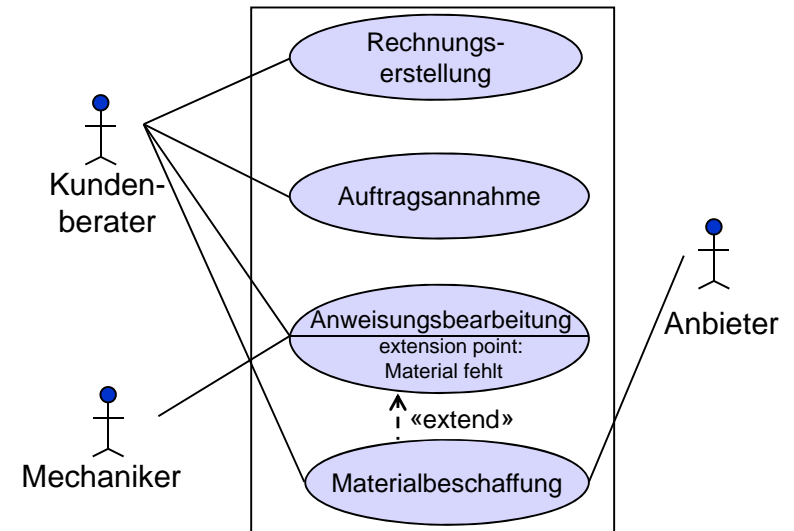 Rechnungs-
erstellung
Kunden-
berater
Auftragsannahme
Anweisungsbearbeitung
extension point:
Material fehlt
Anbieter
«extend»
Mechaniker
Materialbeschaffung